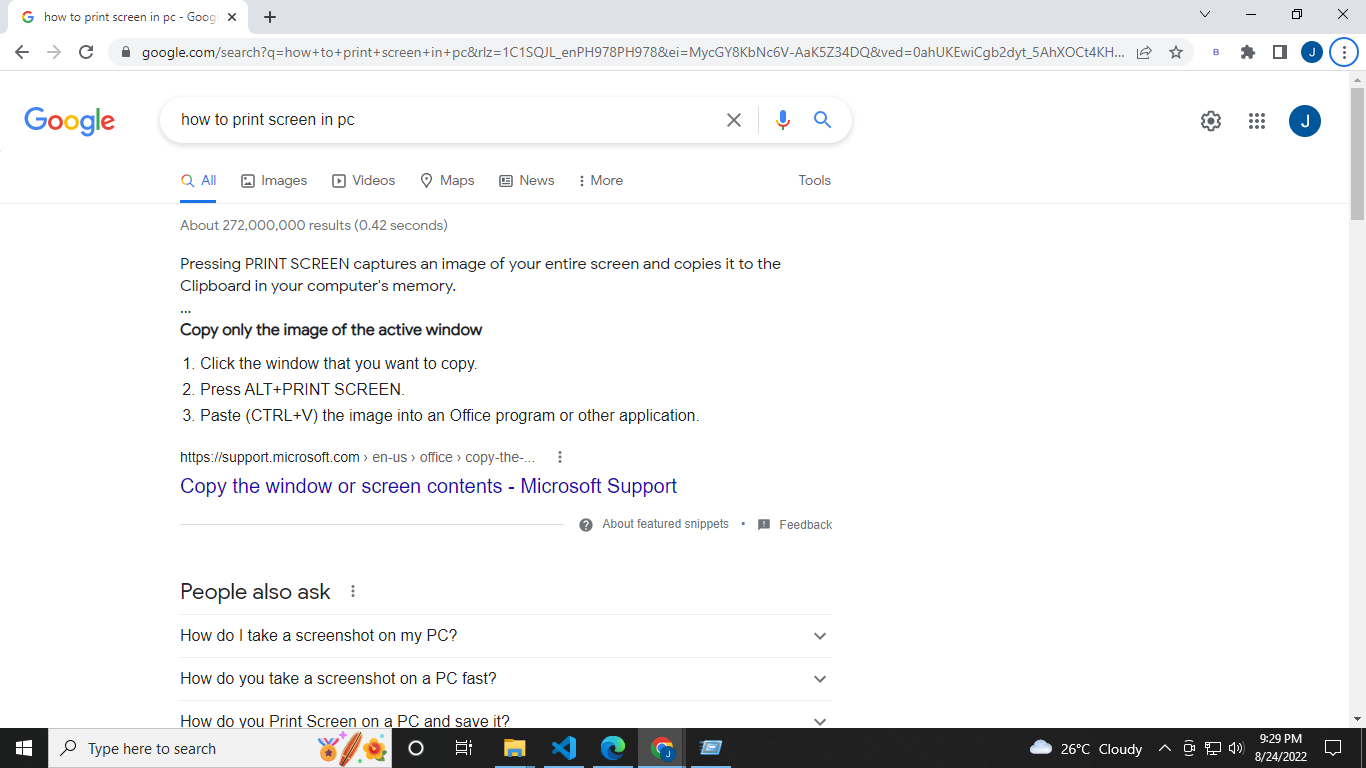 how to print screen in pc - Goog
google.com/search?q=how+to+print+screen+in+pc&rlz=1C1SQJL_enPH978PH978&ei=MycGY8KbNc6V-AaK5Z34DQ&ved=0ahUKEwiCgb2dyt_5AhXOCt4KH...
B
J
Google
how to print screen in pc
J
All Images Videos Maps News More Tools
About 272,000,000 results (0.42 seconds)
Pressing PRINT SCREEN captures an image of your entire screen and copies it to the
Clipboard in your computer's memory.
...
Copy only the image of the active window
1. Click the window that you want to copy.
2. Press ALT+PRINT SCREEN.
3. Paste (CTRL+V) the image into an Office program or other application.
https://support.microsoft.com › en-us › office › copy-the-...
Copy the window or screen contents - Microsoft Support
About featured snippets • Feedback
People also ask
How do I take a screenshot on my PC?
How do you take a screenshot on a PC fast?
How do you Print Screen on a PC and save it?
Type here to search
J
26°C Cloudy
9:29 PM
8/24/2022